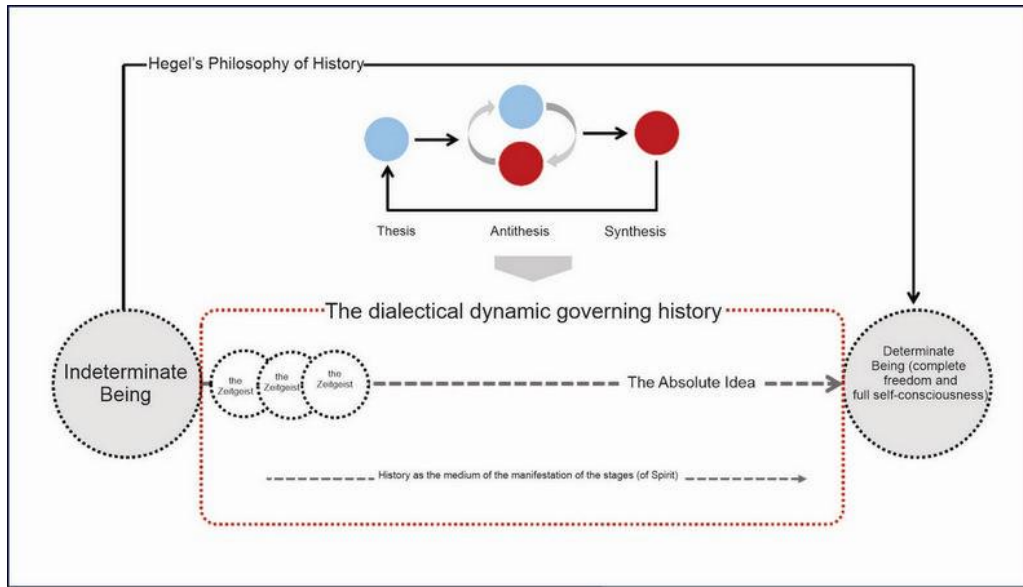 Hegel's Philosophy of History
Thesis
Antithesis
Synthesis
The dialectical dynamic governing history
Indeterminate
Being
the
Zeitgeist
the
Zeitgeist
the
Zeitgeist
The Absolute Idea
Determinate
Being (complete
freedom and
full self-consciousness)
History as the medium of the manifestation of the stages (of Spirit)